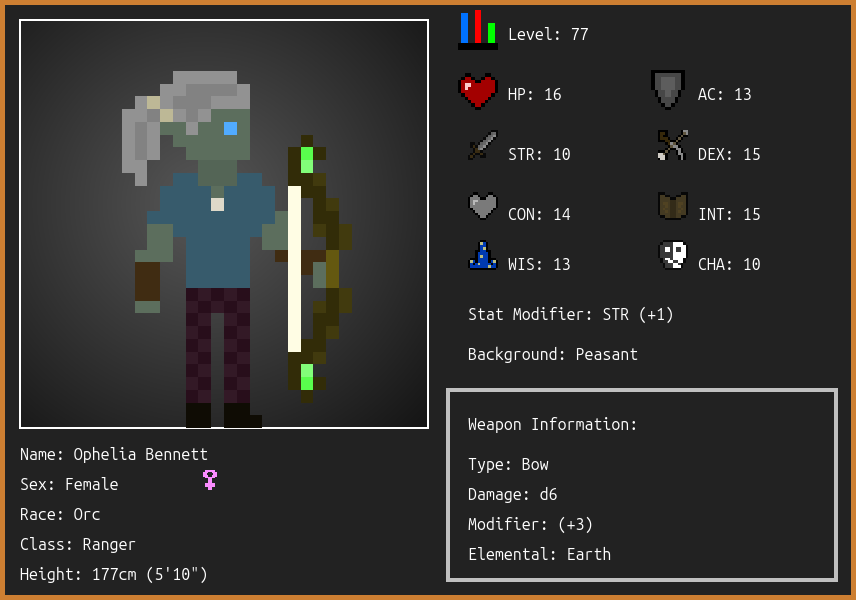 Level: 77
HP: 16
AC: 13
STR: 10
DEX: 15
CON: 14
INT: 15
WIS: 13
CHA: 10
Stat Modifier: STR (+1)
Background: Peasant
Weapon Information:
Type: Bow
Damage: d6
Modifier: (+3)
Elemental: Earth
Name: Ophelia Bennett
Sex: Female
Race: Orc
Class: Ranger
Height: 177cm (5'10")